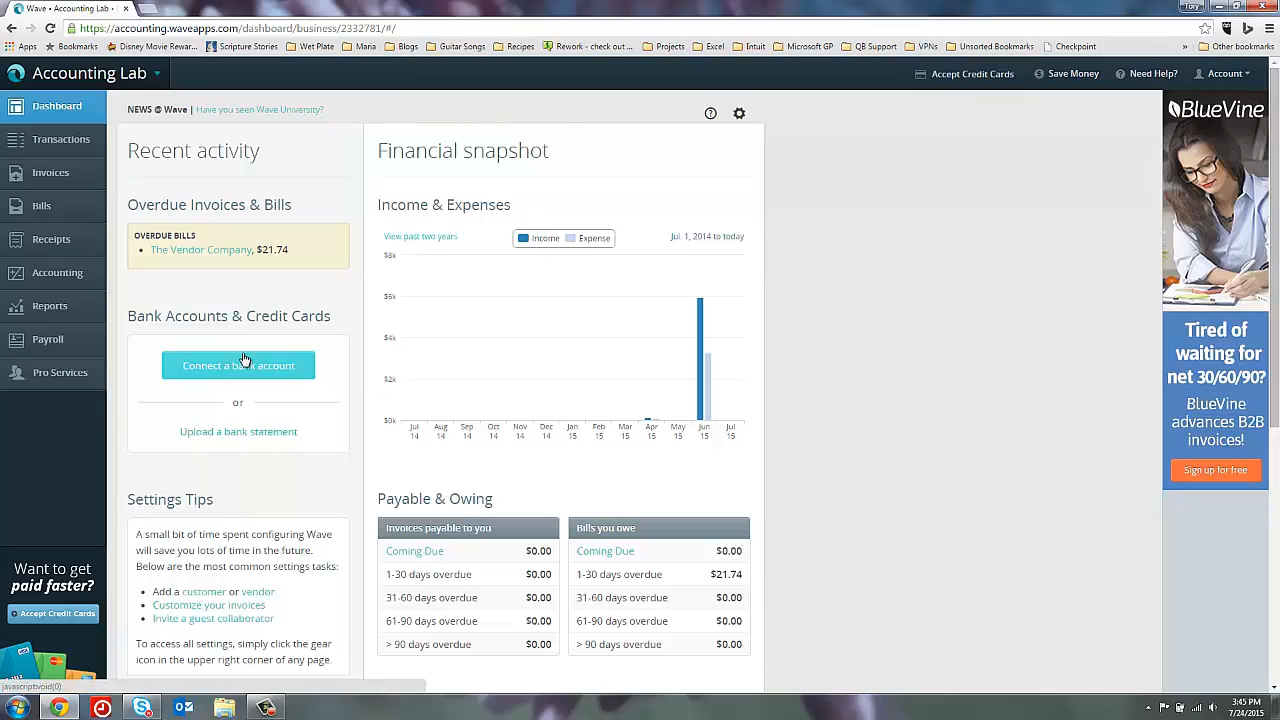 Wave • Accounting Lab •
Tory
https://accounting.waveapps.com/dashboard/business/2332781/#/
Apps
Bookmarks
Disney Movie Rewar...
Scripture Stories
Wet Plate
Maria
Blogs
Guitar Songs
Recipes
Rework - check out ...
Projects
Excel
Intuit
Microsoft GP
QB Support
VPNs
Unsorted Bookmarks
Checkpoint
»
Other bookmarks
Accounting Lab
Accept Credit Cards
Save Money
Need Help?
Account
Dashboard
Transactions
Invoices
Bills
Receipts
Accounting
Reports
Payroll
Pro Services
Want to get
paid faster?
+ Accept Credit Cards
NEWS @ Wave | Have you seen Wave University?
Recent activity
Overdue Invoices & Bills
OVERDUE BILLS
• The Vendor Company, $21.74
Bank Accounts & Credit Cards
Connect a bank account
or
Upload a bank statement
Settings Tips
A small bit of time spent configuring Wave
will save you lots of time in the future.
Below are the most common settings tasks:
• Add a customer or vendor
• Customize your invoices
• Invite a guest collaborator
To access all settings, simply click the gear
icon in the upper right corner of any page.
Financial snapshot
Income & Expenses
View past two years
Income
Expense
Jul. 1, 2014 to today
$8k
$6k
$4k
$2k
$0k
Jul Aug Sep Oct Nov Dec Jan Feb Mar Apr May Jun Jul
14 14 14 14 14 14 15 15 15 15 15 15 15
Payable & Owing
Invoices payable to you
Coming Due $0.00
1-30 days overdue $0.00
31-60 days overdue $0.00
61-90 days overdue $0.00
> 90 days overdue $0.00
Bills you owe
Coming Due $0.00
1-30 days overdue $21.74
31-60 days overdue $0.00
61-90 days overdue $0.00
> 90 days overdue $0.00
BlueVine
Tired of
waiting for
net 30/60/90?
BlueVine
advances B2B
invoices!
Sign up for free
javascript:void(0)
3:45 PM
7/24/2015